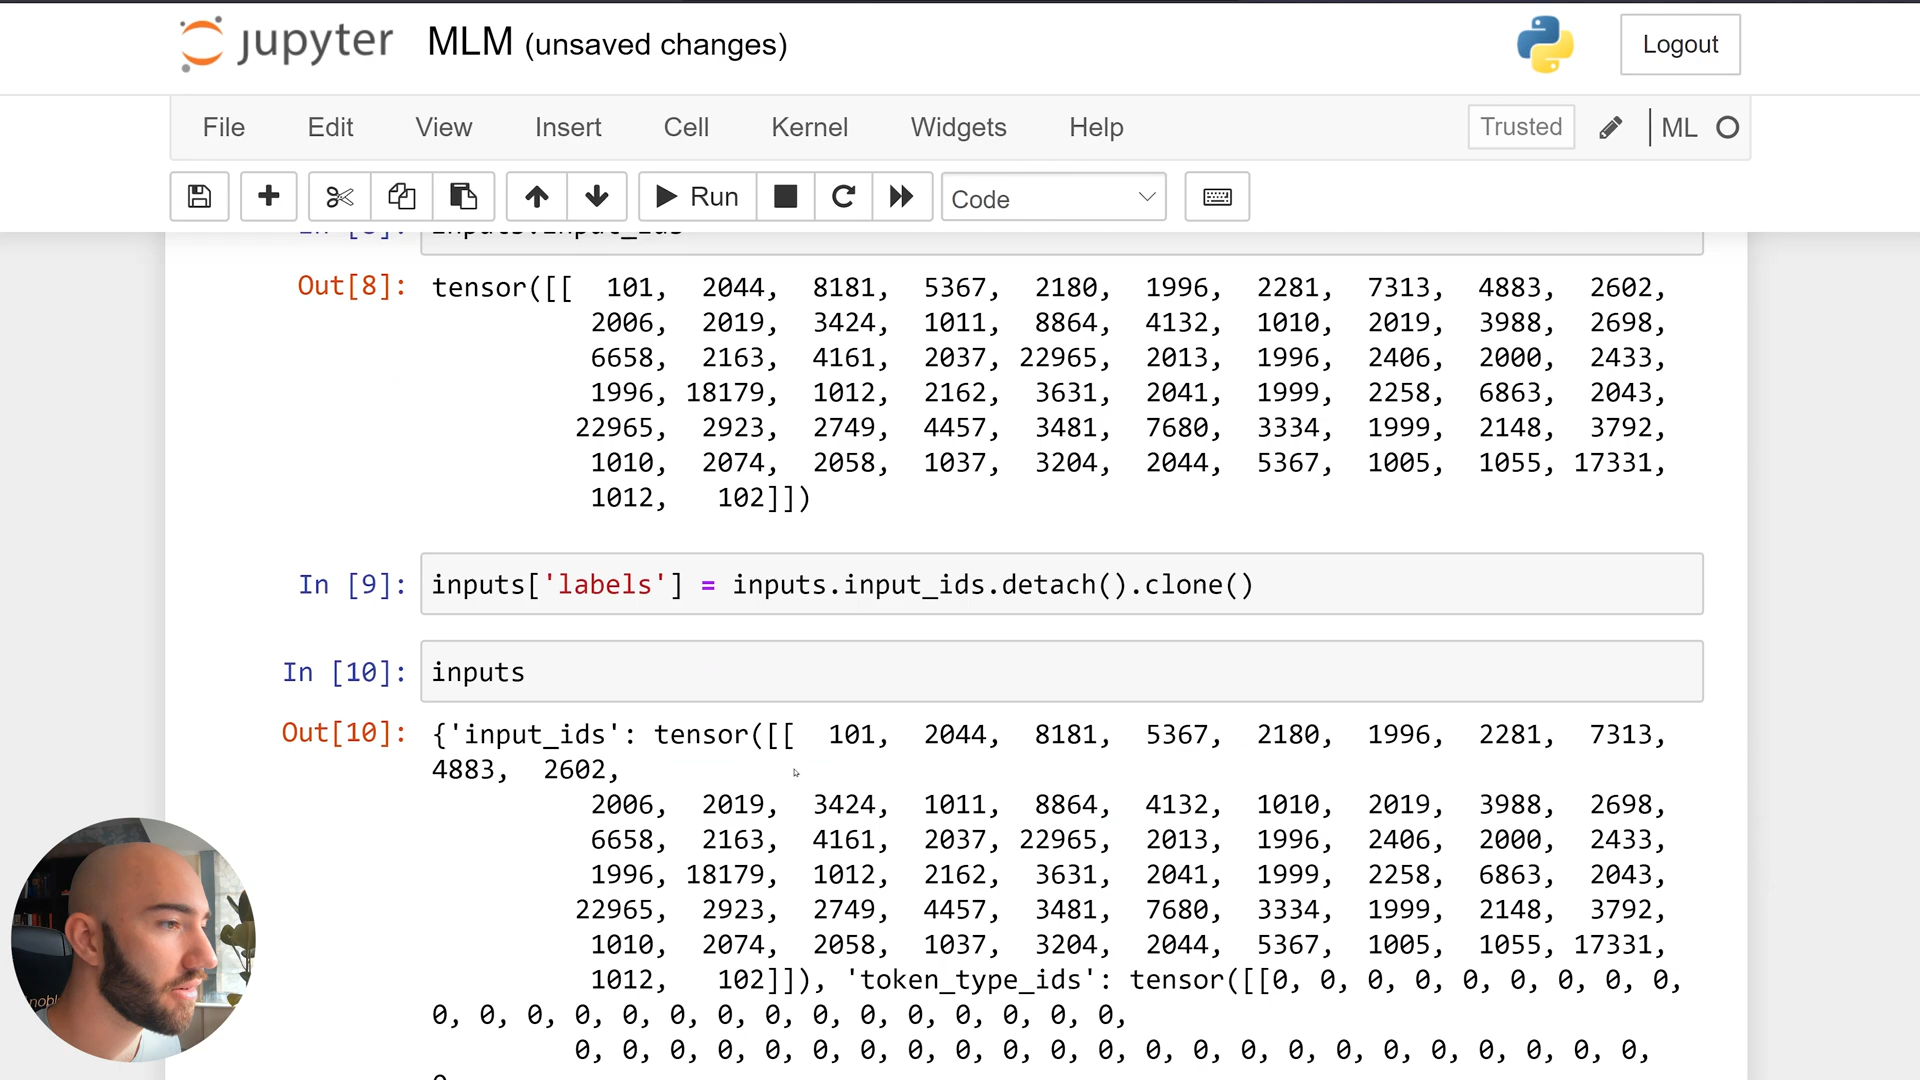 jupyter MLM (unsaved changes) Logout
File Edit View Insert Cell Kernel Widgets Help Trusted ML
Run Code
In [8]: inputs.input_ids
Out[8]: tensor([[ 101, 2044, 8181, 5367, 2180, 1996, 2281, 7313, 4883, 2602,
2006, 2019, 3424, 1011, 8864, 4132, 1010, 2019, 3988, 2698,
6658, 2163, 4161, 2037, 22965, 2013, 1996, 2406, 2000, 2433,
1996, 18179, 1012, 2162, 3631, 2041, 1999, 2258, 6863, 2043,
22965, 2923, 2749, 4457, 3481, 7680, 3334, 1999, 2148, 3792,
1010, 2074, 2058, 1037, 3204, 2044, 5367, 1005, 1055, 17331,
1012, 102]])
In [9]: inputs['labels'] = inputs.input_ids.detach().clone()
In [10]: inputs
Out[10]: {'input_ids': tensor([[ 101, 2044, 8181, 5367, 2180, 1996, 2281, 7313,
4883, 2602,
2006, 2019, 3424, 1011, 8864, 4132, 1010, 2019, 3988, 2698,
6658, 2163, 4161, 2037, 22965, 2013, 1996, 2406, 2000, 2433,
1996, 18179, 1012, 2162, 3631, 2041, 1999, 2258, 6863, 2043,
22965, 2923, 2749, 4457, 3481, 7680, 3334, 1999, 2148, 3792,
1010, 2074, 2058, 1037, 3204, 2044, 5367, 1005, 1055, 17331,
1012, 102]]), 'token_type_ids': tensor([[0, 0, 0, 0, 0, 0, 0, 0, 0,
0, 0, 0, 0, 0, 0, 0, 0, 0, 0, 0, 0, 0, 0, 0,
0, 0, 0, 0, 0, 0, 0, 0, 0, 0, 0, 0, 0, 0, 0, 0, 0, 0, 0, 0, 0, 0, 0,